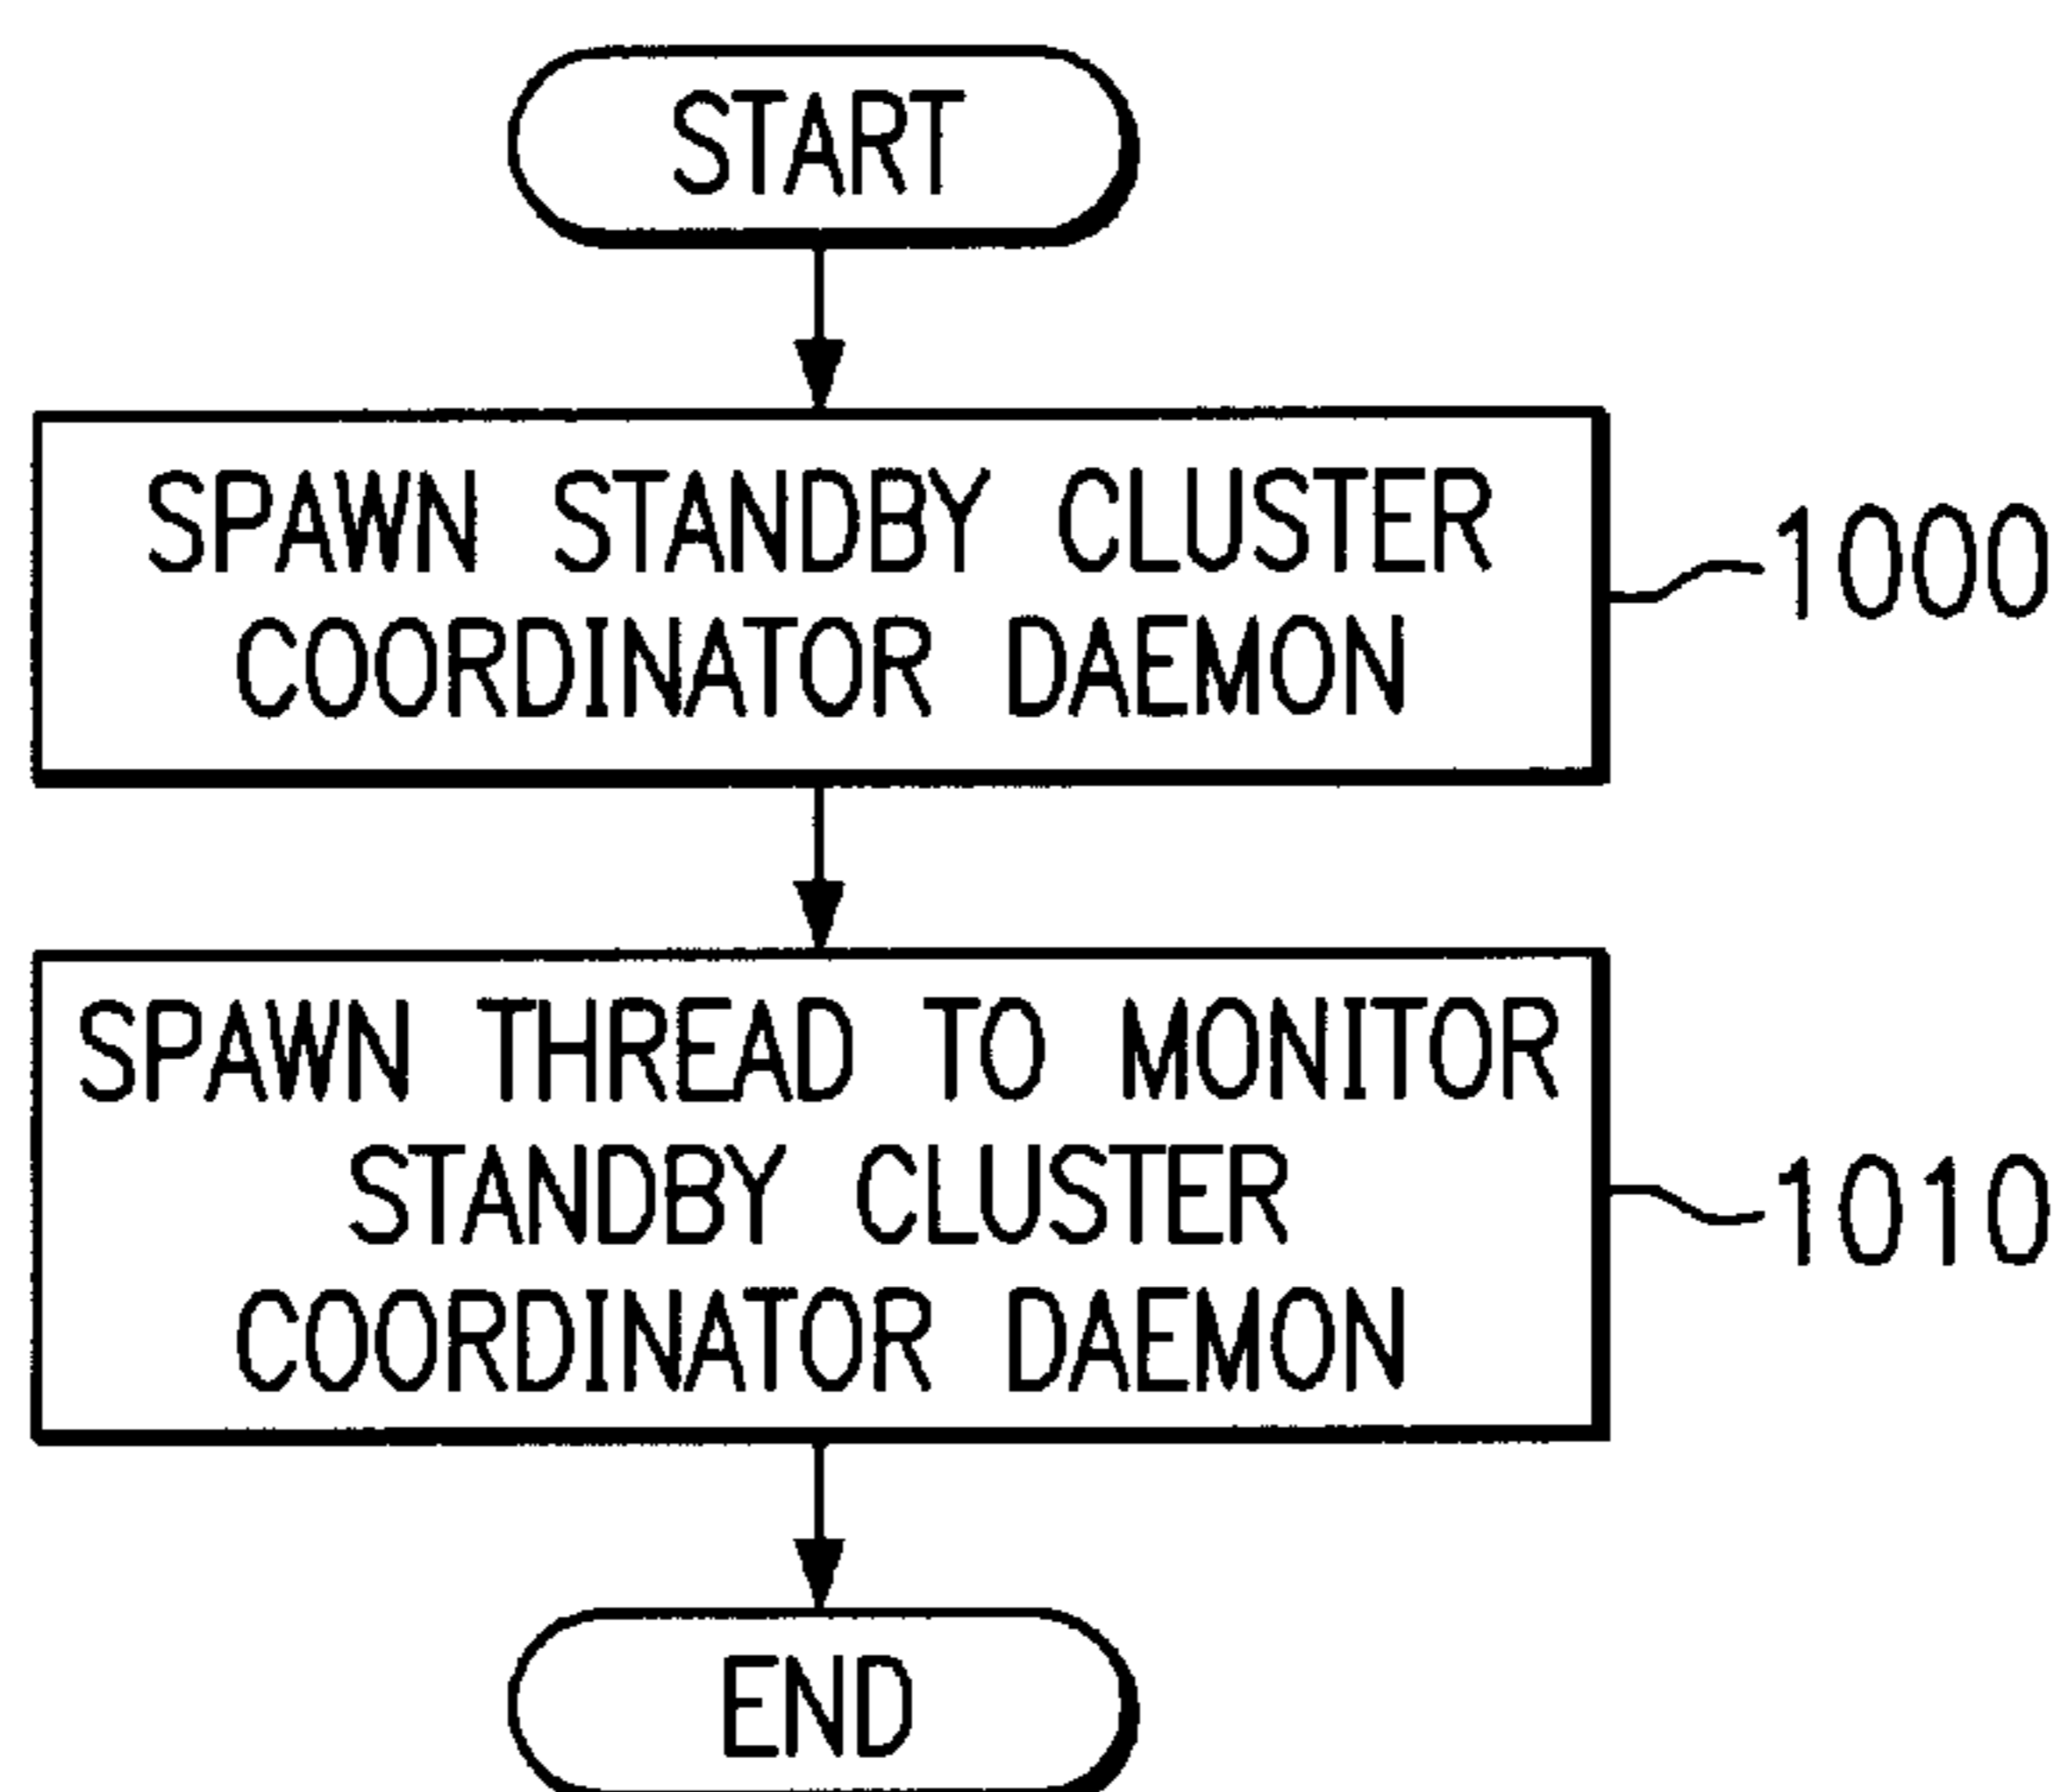 START
SPAWN STANDBY CLUSTER
COORDINATOR DAEMON
1000
SPAWN THREAD TO MONITOR
STANDBY CLUSTER
COORDINATOR DAEMON
1010
END